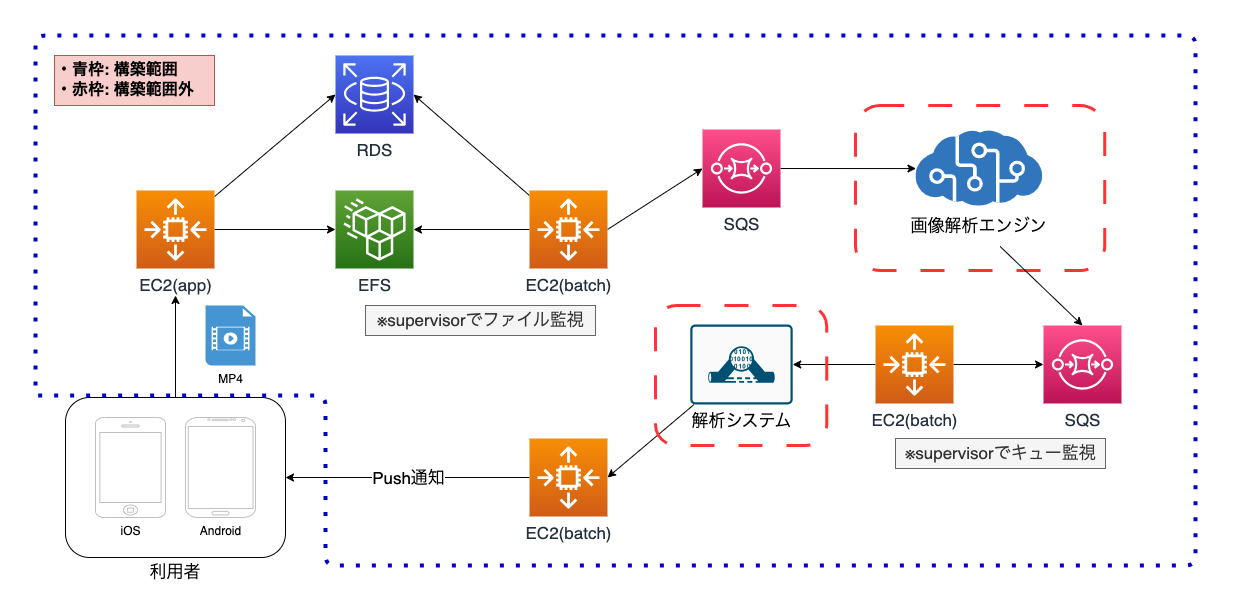 ・青枠: 構築範囲
・赤枠: 構築範囲外
RDS
SQS
画像解析エンジン
EC2(app)
EFS
EC2(batch)
※supervisorでファイル監視
MP4
解析システム
EC2(batch)
SQS
※supervisorでキュー監視
Push通知
EC2(batch)
iOS
Android
利用者